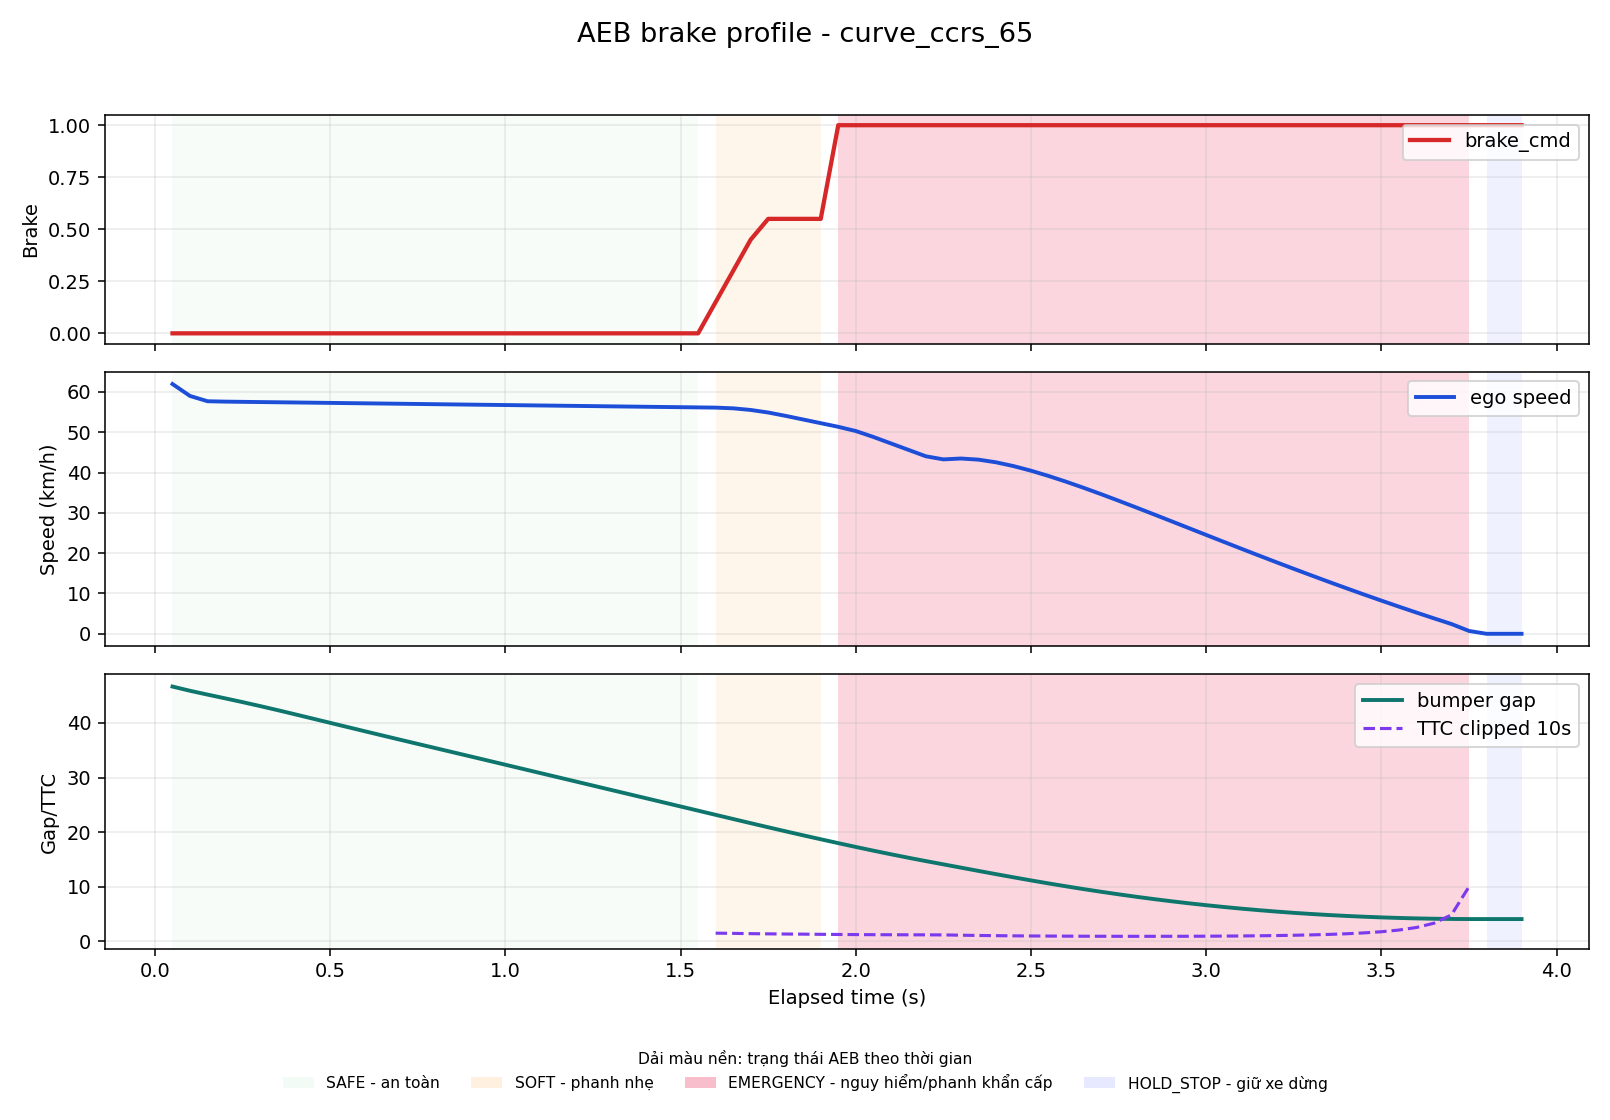 AEB brake profile - curve_ccrs_65
1.00
0.75
0.50
0.25
0.00
Brake
brake_cmd
60
50
40
30
20
10
0
Speed (km/h)
ego speed
40
30
20
10
0
Gap/TTC
bumper gap
TTC clipped 10s
0.0 0.5 1.0 1.5 2.0 2.5 3.0 3.5 4.0
Elapsed time (s)
Dải màu nền: trạng thái AEB theo thời gian
SAFE - an toàn SOFT - phanh nhẹ EMERGENCY - nguy hiểm/phanh khẩn cấp HOLD_STOP - giữ xe dừng